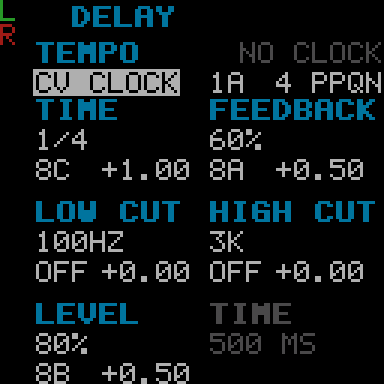 L DELAY
R
TEMPO NO CLOCK
CV CLOCK 1A 4 PPQN
TIME FEEDBACK
1/4 60%
8C +1.00 8A +0.50
LOW CUT HIGH CUT
100HZ 3K
OFF +0.00 OFF +0.00
LEVEL TIME
80% 500 MS
8B +0.50